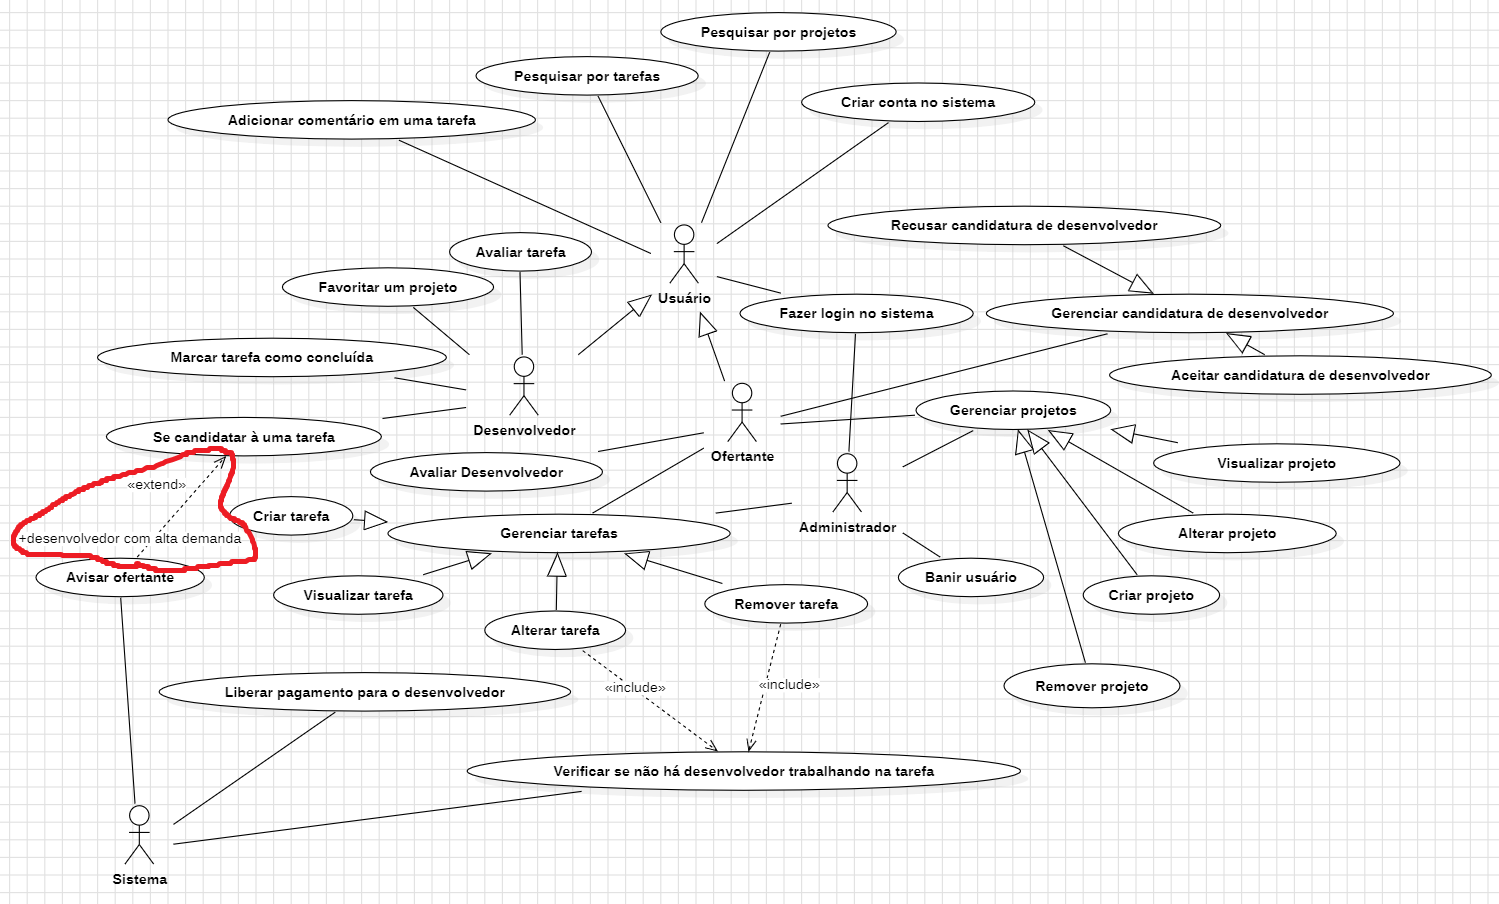 Pesquisar por projetos
Pesquisar por tarefas
Criar conta no sistema
Adicionar comentário em uma tarefa
Recusar candidatura de desenvolvedor
Avaliar tarefa
Favoritar um projeto
Usuário
Fazer login no sistema
Gerenciar candidatura de desenvolvedor
Marcar tarefa como concluída
Aceitar candidatura de desenvolvedor
Gerenciar projetos
Desenvolvedor
Se candidatar à uma tarefa
Ofertante
Avaliar Desenvolvedor
Visualizar projeto
«extend»
Criar tarefa
Administrador
Gerenciar tarefas
Alterar projeto
+desenvolvedor com alta demanda
Avisar ofertante
Banir usuário
Visualizar tarefa
Criar projeto
Remover tarefa
Alterar tarefa
«include»
«include»
Remover projeto
Liberar pagamento para o desenvolvedor
Verificar se não há desenvolvedor trabalhando na tarefa
Sistema